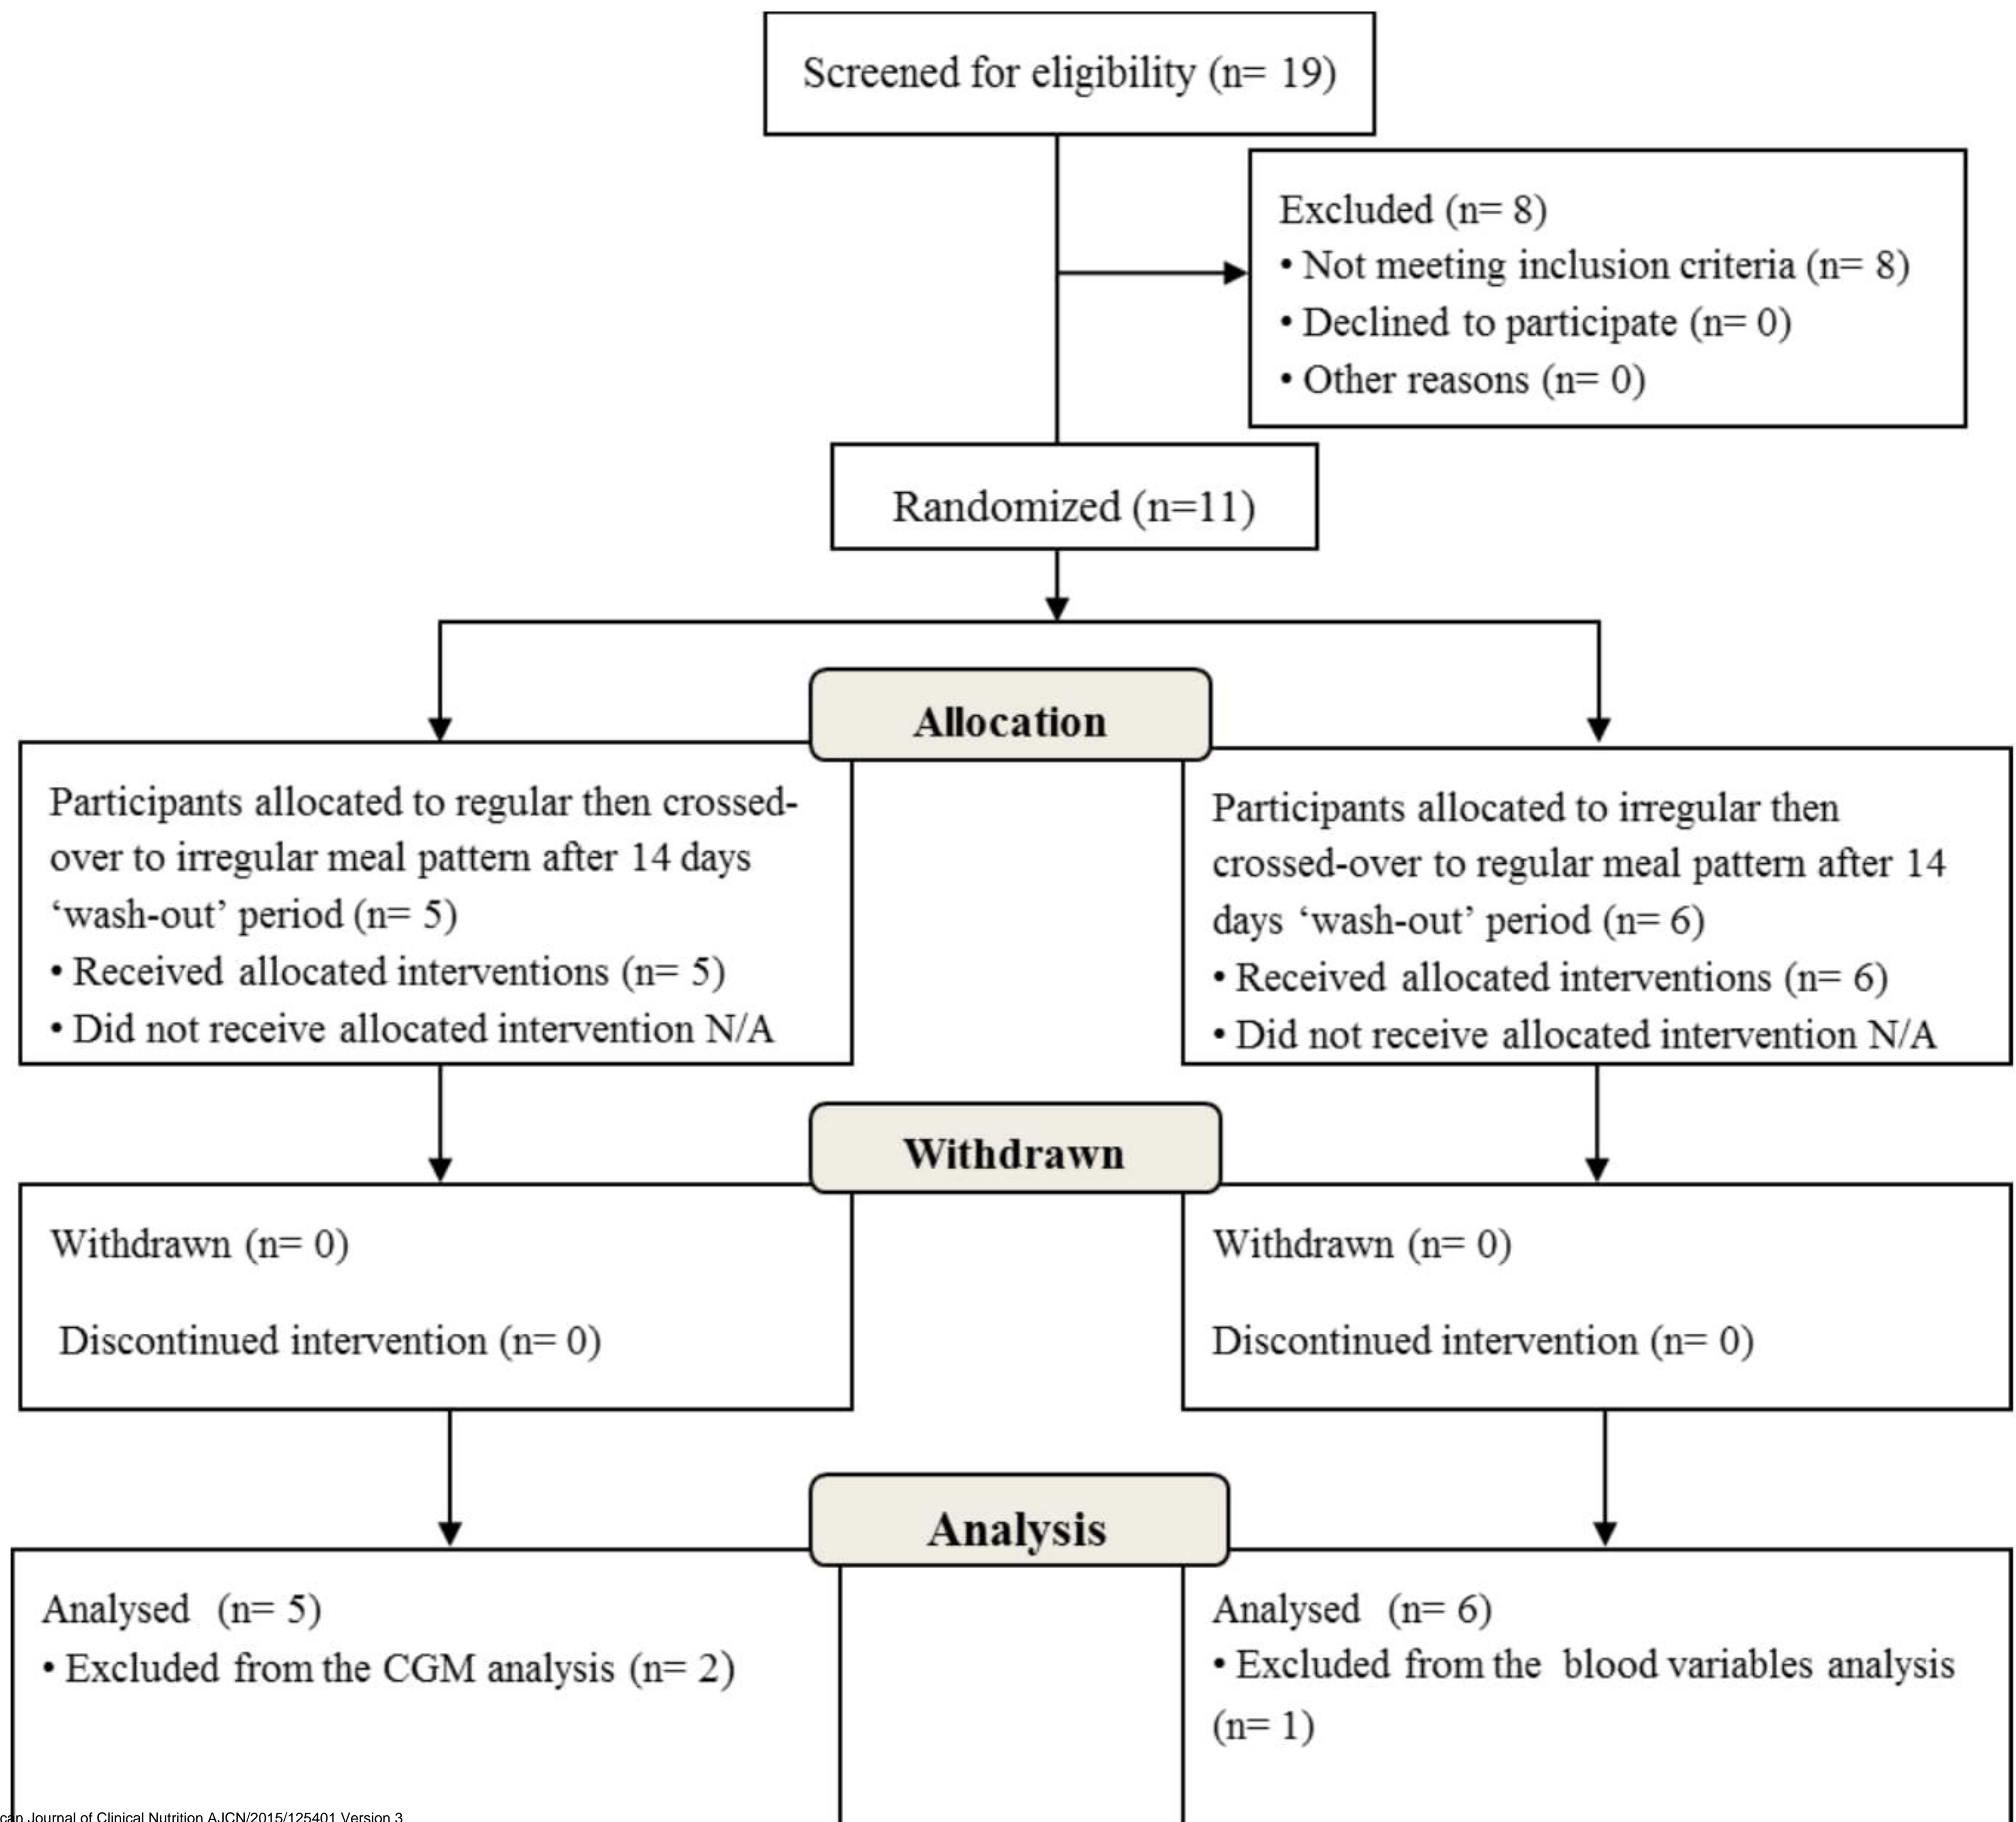 Screened for eligibility (n= 19)
Excluded (n= 8)
• Not meeting inclusion criteria (n= 8)
• Declined to participate (n= 0)
• Other reasons (n= 0)
Randomized (n=11)
Allocation
Participants allocated to regular then crossed-
over to irregular meal pattern after 14 days
‘wash-out’ period (n= 5)
• Received allocated interventions (n= 5)
• Did not receive allocated intervention N/A
Participants allocated to irregular then
crossed-over to regular meal pattern after 14
days ‘wash-out’ period (n= 6)
• Received allocated interventions (n= 6)
• Did not receive allocated intervention N/A
Withdrawn
Withdrawn (n= 0)
Discontinued intervention (n= 0)
Withdrawn (n= 0)
Discontinued intervention (n= 0)
Analysis
Analysed (n= 5)
• Excluded from the CGM analysis (n= 2)
Analysed (n= 6)
• Excluded from the blood variables analysis
(n= 1)
can Journal of Clinical Nutrition AJCN/2015/125401 Version 3